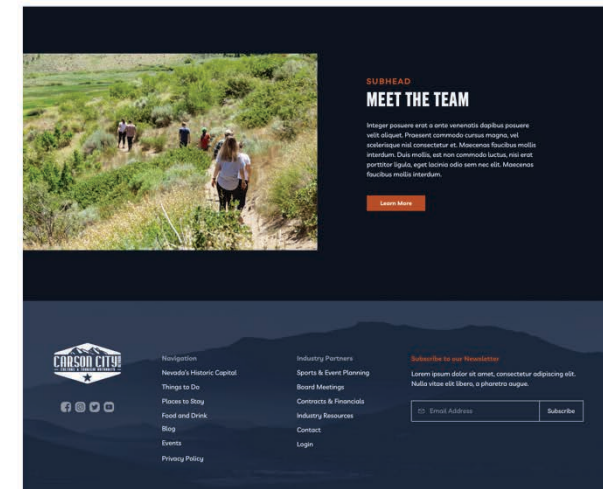 SUBHEAD
MEET THE TEAM
Integer posuere erat a ante venenatis dapibus posuere
velit aliquet. Praesent commodo cursus magna, vel
scelerisque nisl consectetur et. Maecenas faucibus mollis
interdum. Duis mollis, est non commodo luctus, nisi erat
porttitor ligula, eget lacinia odio sem nec elit. Maecenas
faucibus mollis interdum.
Learn More
CARSON CITY
CULTURE & TOURISM AUTHORITY
Navigation
Nevada's Historic Capital
Things to Do
Places to Stay
Food and Drink
Blog
Events
Privacy Policy
Industry Partners
Sports & Event Planning
Board Meetings
Contracts & Financials
Industry Resources
Contact
Login
Subscribe to our Newsletter
Lorem ipsum dolor sit amet, consectetur adipiscing elit.
Nulla vitae elit libero, a pharetra augue.
Email Address
Subscribe